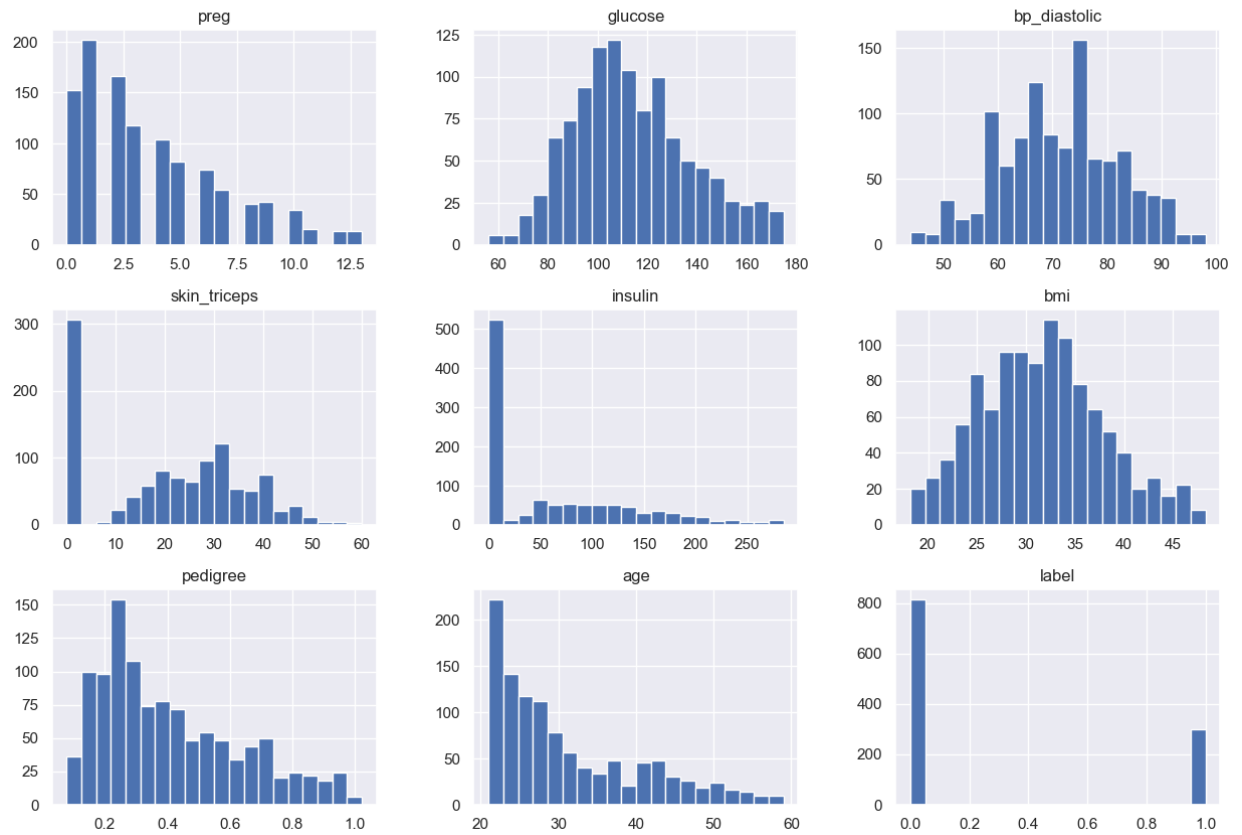 preg
200
150
100
50
0
0.0 2.5 5.0 7.5 10.0 12.5
glucose
125
100
75
50
25
0
60 80 100 120 140 160 180
bp_diastolic
150
100
50
0
50 60 70 80 90 100
skin_triceps
300
200
100
0
0 10 20 30 40 50 60
insulin
500
400
300
200
100
0
0 50 100 150 200 250
bmi
100
80
60
40
20
0
20 25 30 35 40 45
pedigree
150
125
100
75
50
25
0
0.2 0.4 0.6 0.8 1.0
age
200
150
100
50
0
20 30 40 50 60
label
800
600
400
200
0
0.0 0.2 0.4 0.6 0.8 1.0